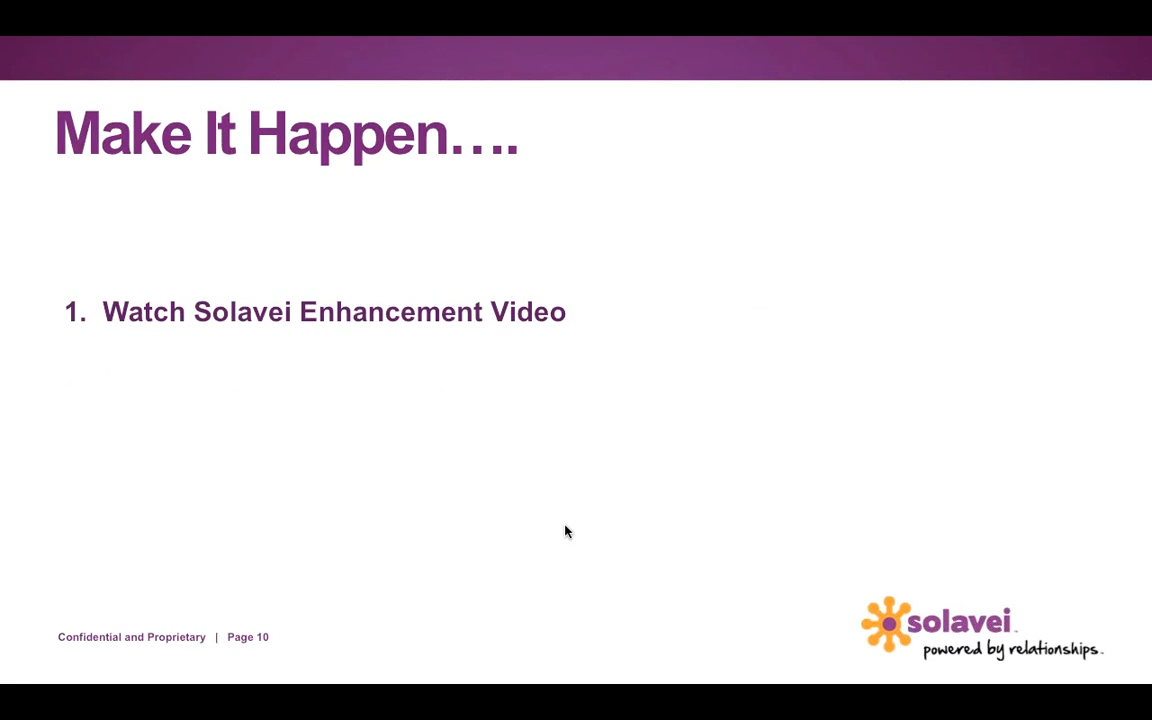 Make It Happen….
1. Watch Solavei Enhancement Video
Confidential and Proprietary | Page 10
solavei
powered by relationships